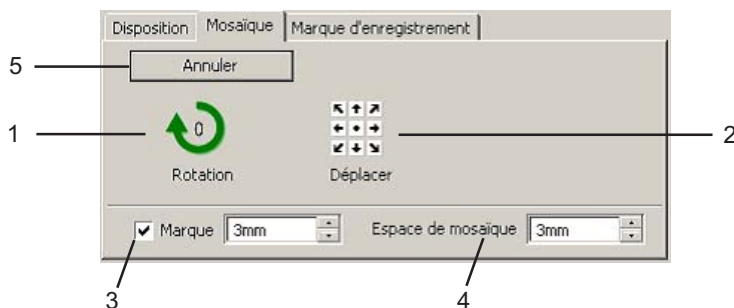 Disposition Mosaïque Marque d'enregistrement
5 Annuler
1 0 2
Rotation Déplacer
Marque 3mm Espace de mosaïque 3mm
3 4